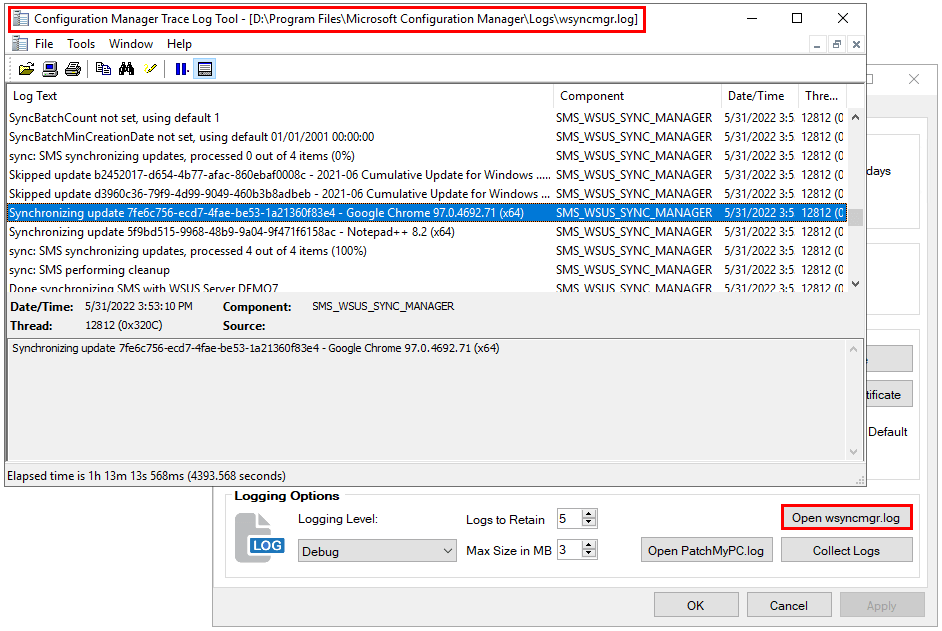 Configuration Manager Trace Log Tool - [D:\Program Files\Microsoft Configuration Manager\Logs\wsyncmgr.log]
File Tools Window Help
Log Text Component Date/Time Thre...
SyncBatchCount not set, using default 1 SMS_WSUS_SYNC_MANAGER 5/31/2022 3:5 12812 (0
SyncBatchMinCreationDate not set, using default 01/01/2001 00:00:00 SMS_WSUS_SYNC_MANAGER 5/31/2022 3:5 12812 (0
sync: SMS synchronizing updates, processed 0 out of 4 items (0%) SMS_WSUS_SYNC_MANAGER 5/31/2022 3:5 12812 (0
Skipped update b2452017-d654-4b77-afac-860ebaf0008c - 2021-06 Cumulative Update for Windows ..... SMS_WSUS_SYNC_MANAGER 5/31/2022 3:5 12812 (0
Skipped update d3960c36-79f9-4d99-9049-460b3b8adbeb - 2021-06 Cumulative Update for Windows ... SMS_WSUS_SYNC_MANAGER 5/31/2022 3:5 12812 (0
Synchronizing update 7fe6c756-ecd7-4fae-be53-1a21360f83e4 - Google Chrome 97.0.4692.71 (x64) SMS_WSUS_SYNC_MANAGER 5/31/2022 3:5 12812 (0
Synchronizing update 5f9bd515-9968-48b9-9a04-9f471f6158ac - Notepad++ 8.2 (x64) SMS_WSUS_SYNC_MANAGER 5/31/2022 3:5 12812 (0
sync: SMS synchronizing updates, processed 4 out of 4 items (100%) SMS_WSUS_SYNC_MANAGER 5/31/2022 3:5 12812 (0
sync: SMS performing cleanup SMS_WSUS_SYNC_MANAGER 5/31/2022 3:5 12812 (0
Done synchronizing SMS with WSUS Server DEMO7 SMS_WSUS_SYNC_MANAGER 5/31/2022 3:5 12812 (0
Date/Time: 5/31/2022 3:53:10 PM Component: SMS_WSUS_SYNC_MANAGER
Thread: 12812 (0x320C) Source:
Synchronizing update 7fe6c756-ecd7-4fae-be53-1a21360f83e4 - Google Chrome 97.0.4692.71 (x64)
Elapsed time is 1h 13m 13s 568ms (4393.568 seconds)
days
tificate
Default
Logging Options
Logging Level: Logs to Retain 5 Open wsyncmgr.log
LOG Debug Max Size in MB 3 Open PatchMyPC.log Collect Logs
OK Cancel Apply